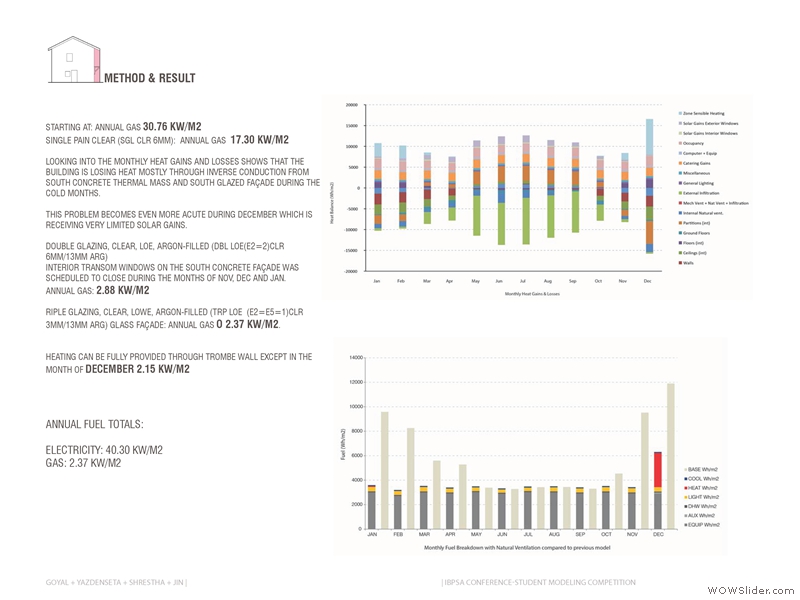 METHOD & RESULT
STARTING AT: ANNUAL GAS 30.76 KW/M2
SINGLE PAIN CLEAR (SGL CLR 6MM): ANNUAL GAS 17.30 KW/M2
LOOKING INTO THE MONTHLY HEAT GAINS AND LOSSES SHOWS THAT THE
BUILDING IS LOSING HEAT MOSTLY THROUGH INVERSE CONDUCTION FROM
SOUTH CONCRETE THERMAL MASS AND SOUTH GLAZED FAÇADE DURING THE
COLD MONTHS.
THIS PROBLEM BECOMES EVEN MORE ACUTE DURING DECEMBER WHICH IS
RECEIVING VERY LIMITED SOLAR GAINS.
DOUBLE GLAZING, CLEAR, LOE, ARGON-FILLED (DBL LOE(E2=2)CLR
6MM/13MM ARG)
INTERIOR TRANSOM WINDOWS ON THE SOUTH CONCRETE FAÇADE WAS
SCHEDULED TO CLOSE DURING THE MONTHS OF NOV, DEC AND JAN.
ANNUAL GAS: 2.88 KW/M2
RIPLE GLAZING, CLEAR, LOWE, ARGON-FILLED (TRP LOE (E2=E5=1)CLR
3MM/13MM ARG) GLASS FAÇADE: ANNUAL GAS O 2.37 KW/M2.
HEATING CAN BE FULLY PROVIDED THROUGH TROMBE WALL EXCEPT IN THE
MONTH OF DECEMBER 2.15 KW/M2
ANNUAL FUEL TOTALS:
ELECTRICITY: 40.30 KW/M2
GAS: 2.37 KW/M2
Heat Balance (Wh/m2)
20000
15000
10000
5000
0
-5000
-10000
-15000
-20000
Jan Feb Mar Apr May Jun Jul Aug Sep Oct Nov Dec
Monthly Heat Gains & Losses
Zone Sensible Heating
Solar Gains Exterior Windows
Solar Gains Interior Windows
Occupancy
Computer + Equip
Catering Gains
Miscellaneous
General Lighting
External Infiltration
Mech Vent + Nat Vent + Infiltration
Internal Natural vent.
Partitions (int)
Ground Floors
Floors (int)
Ceilings (int)
Walls
Fuel (Wh/m2)
14000
12000
10000
8000
6000
4000
2000
0
JAN FEB MAR APR MAY JUN JUL AUG SEP OCT NOV DEC
Monthly Fuel Breakdown with Natural Ventilation compared to previous model
BASE Wh/m2
COOL Wh/m2
HEAT Wh/m2
LIGHT Wh/m2
DHW Wh/m2
AUX Wh/m2
EQUIP Wh/m2
GOYAL + YAZDENSETA + SHRESTHA + JIN |
| IBPSA CONFERENCE-STUDENT MODELING COMPETITION
WOWSlider.com